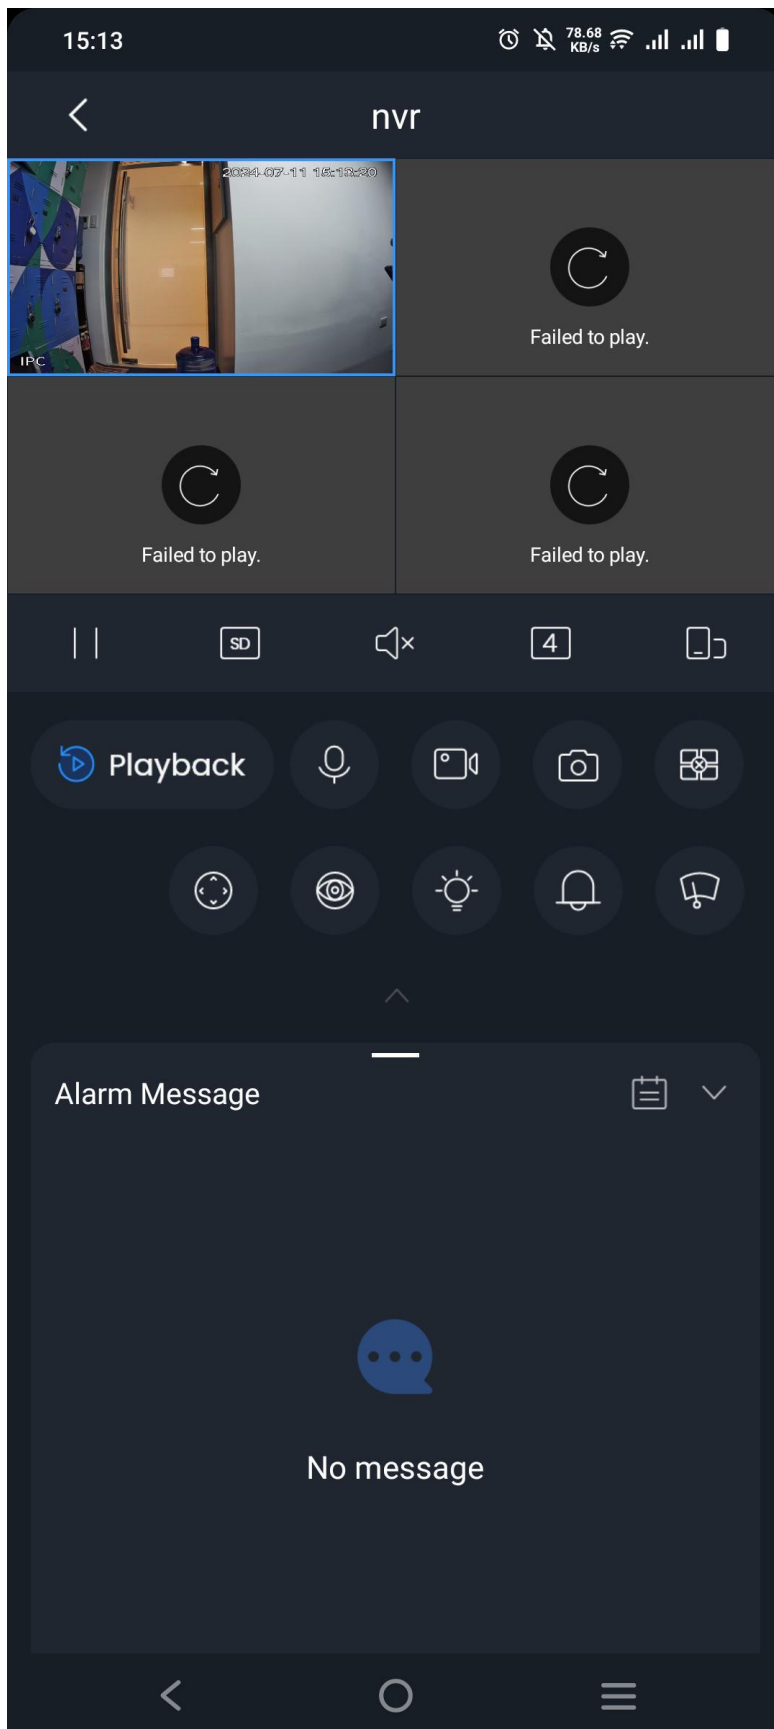 15:13
78.68
KB/s
nvr
2024-07-11 15:13:20
IPC
Failed to play.
Failed to play.
Failed to play.
SD
4
Playback
Alarm Message
No message